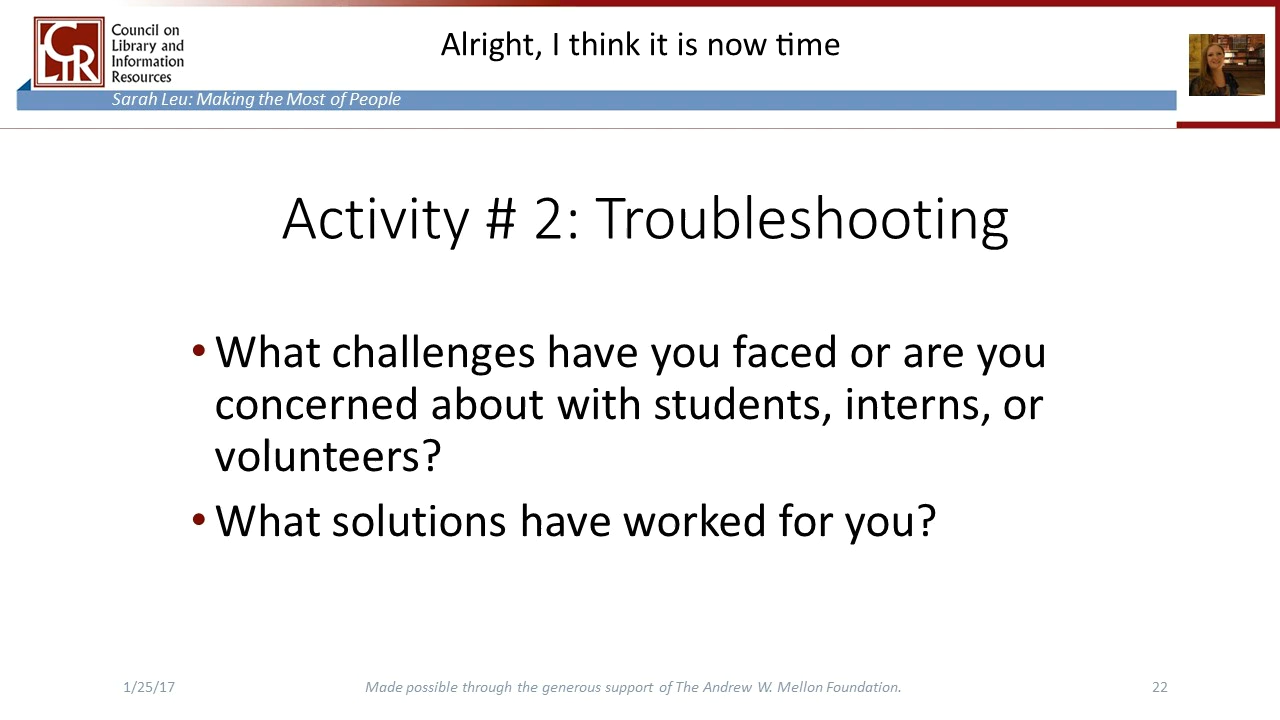 CLIR
Council on
Library and
Information
Resources
Alright, I think it is now time
Sarah Leu: Making the Most of People
Activity # 2: Troubleshooting
• What challenges have you faced or are you
concerned about with students, interns, or
volunteers?
• What solutions have worked for you?
1/25/17
Made possible through the generous support of The Andrew W. Mellon Foundation.
22